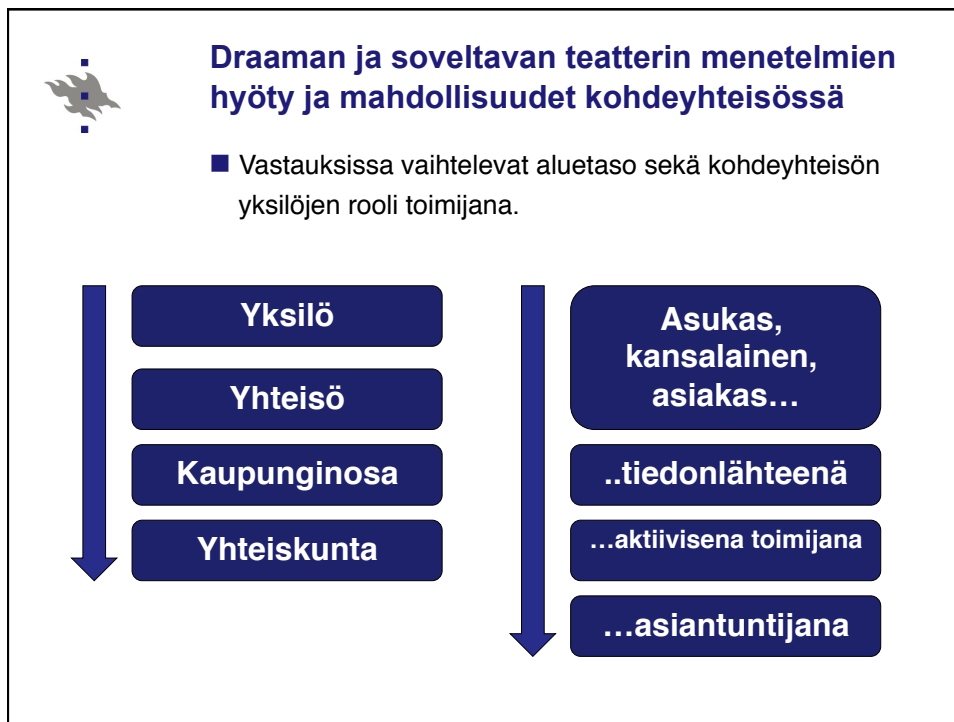 Draaman ja soveltavan teatterin menetelmien
hyöty ja mahdollisuudet kohdeyhteisössä
Vastauksissa vaihtelevat aluetaso sekä kohdeyhteisön
yksilöjen rooli toimijana.
Yksilö
Yhteisö
Kaupunginosa
Yhteiskunta
Asukas,
kansalainen,
asiakas…
..tiedonlähteenä
…aktiivisena toimijana
…asiantuntijana